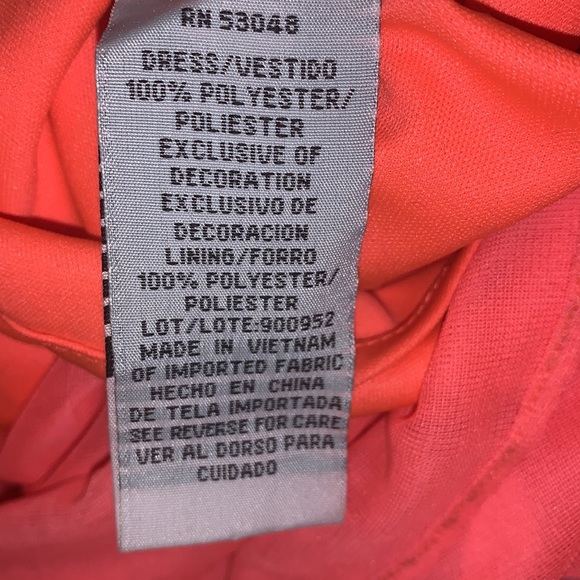 RN 53048
DRESS/VESTIDO
100% POLYESTER/
POLIESTER
EXCLUSIVE OF
DECORATION
EXCLUSIVO DE
DECORACION
LINING/FORRO
100% POLYESTER/
POLIESTER
LOT/LOTE:900952
MADE IN VIETNAM
OF IMPORTED FABRIC
HECHO EN CHINA
DE TELA IMPORTADA
SEE REVERSE FOR CARE
VER AL DORSO PARA
CUIDADO